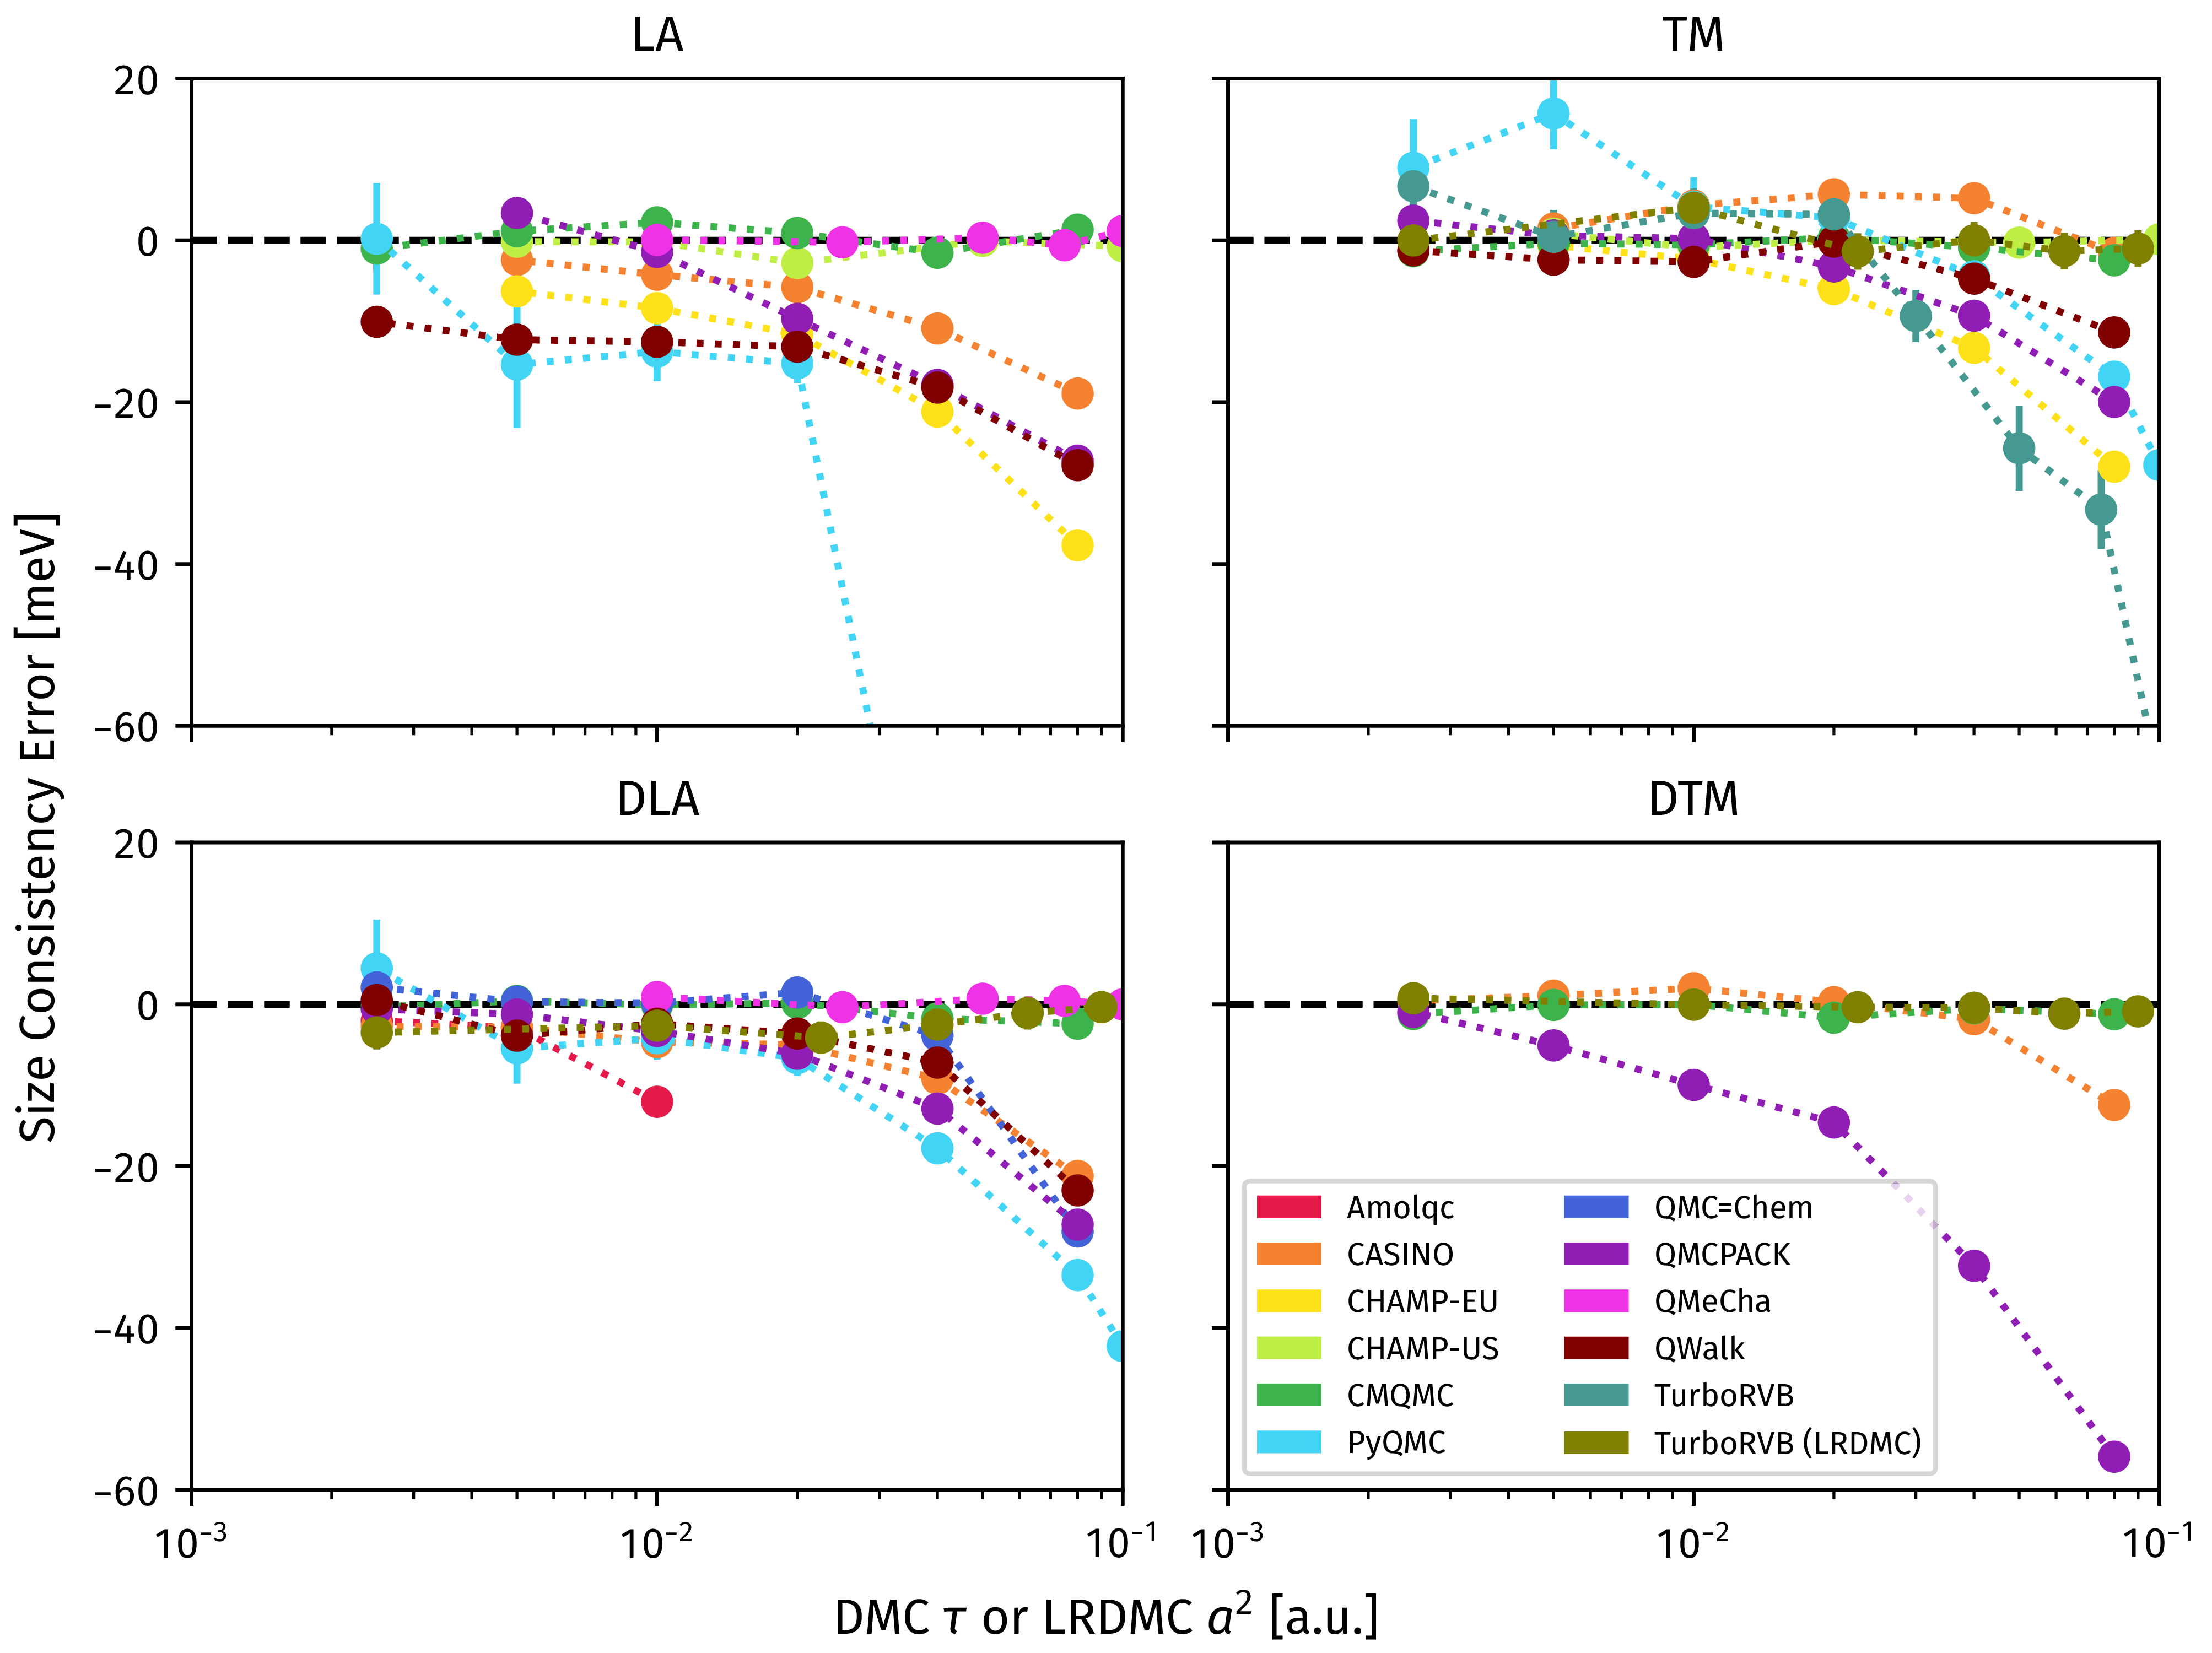 LA
TM
20
0
−20
−40
−60
Size Consistency Error [meV]
DLA
DTM
20
0
−20
−40
−60
Amolqc
CASINO
CHAMP-EU
CHAMP-US
CMQMC
PyQMC
QMC=Chem
QMCPACK
QMeCha
QWalk
TurboRVB
TurboRVB (LRDMC)
10⁻³ 10⁻² 10⁻¹ 10⁻³ 10⁻² 10⁻¹
DMC τ or LRDMC a² [a.u.]